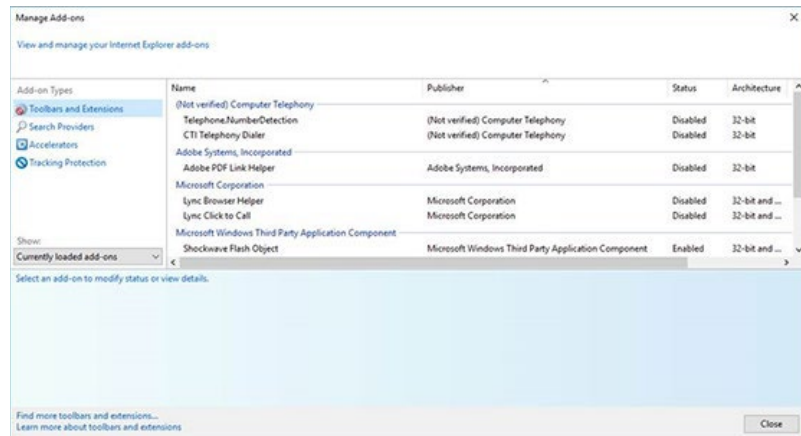 Manage Add-ons
View and manage your Internet Explorer add-ons
Add-on Types
Toolbars and Extensions
Search Providers
Accelerators
Tracking Protection
Show:
Currently loaded add-ons
Name Publisher Status Architecture
(Not verified) Computer Telephony
Telephone.NumberDetection (Not verified) Computer Telephony Disabled 32-bit
CTI Telephony Dialer (Not verified) Computer Telephony Disabled 32-bit
Adobe Systems, Incorporated
Adobe PDF Link Helper Adobe Systems, Incorporated Disabled 32-bit
Microsoft Corporation
Lync Browser Helper Microsoft Corporation Disabled 32-bit and ...
Lync Click to Call Microsoft Corporation Disabled 32-bit and ...
Microsoft Windows Third Party Application Component
Shockwave Flash Object Microsoft Windows Third Party Application Component Enabled 32-bit and ...
Select an add-on to modify status or view details.
Find more toolbars and extensions...
Learn more about toolbars and extensions
Close